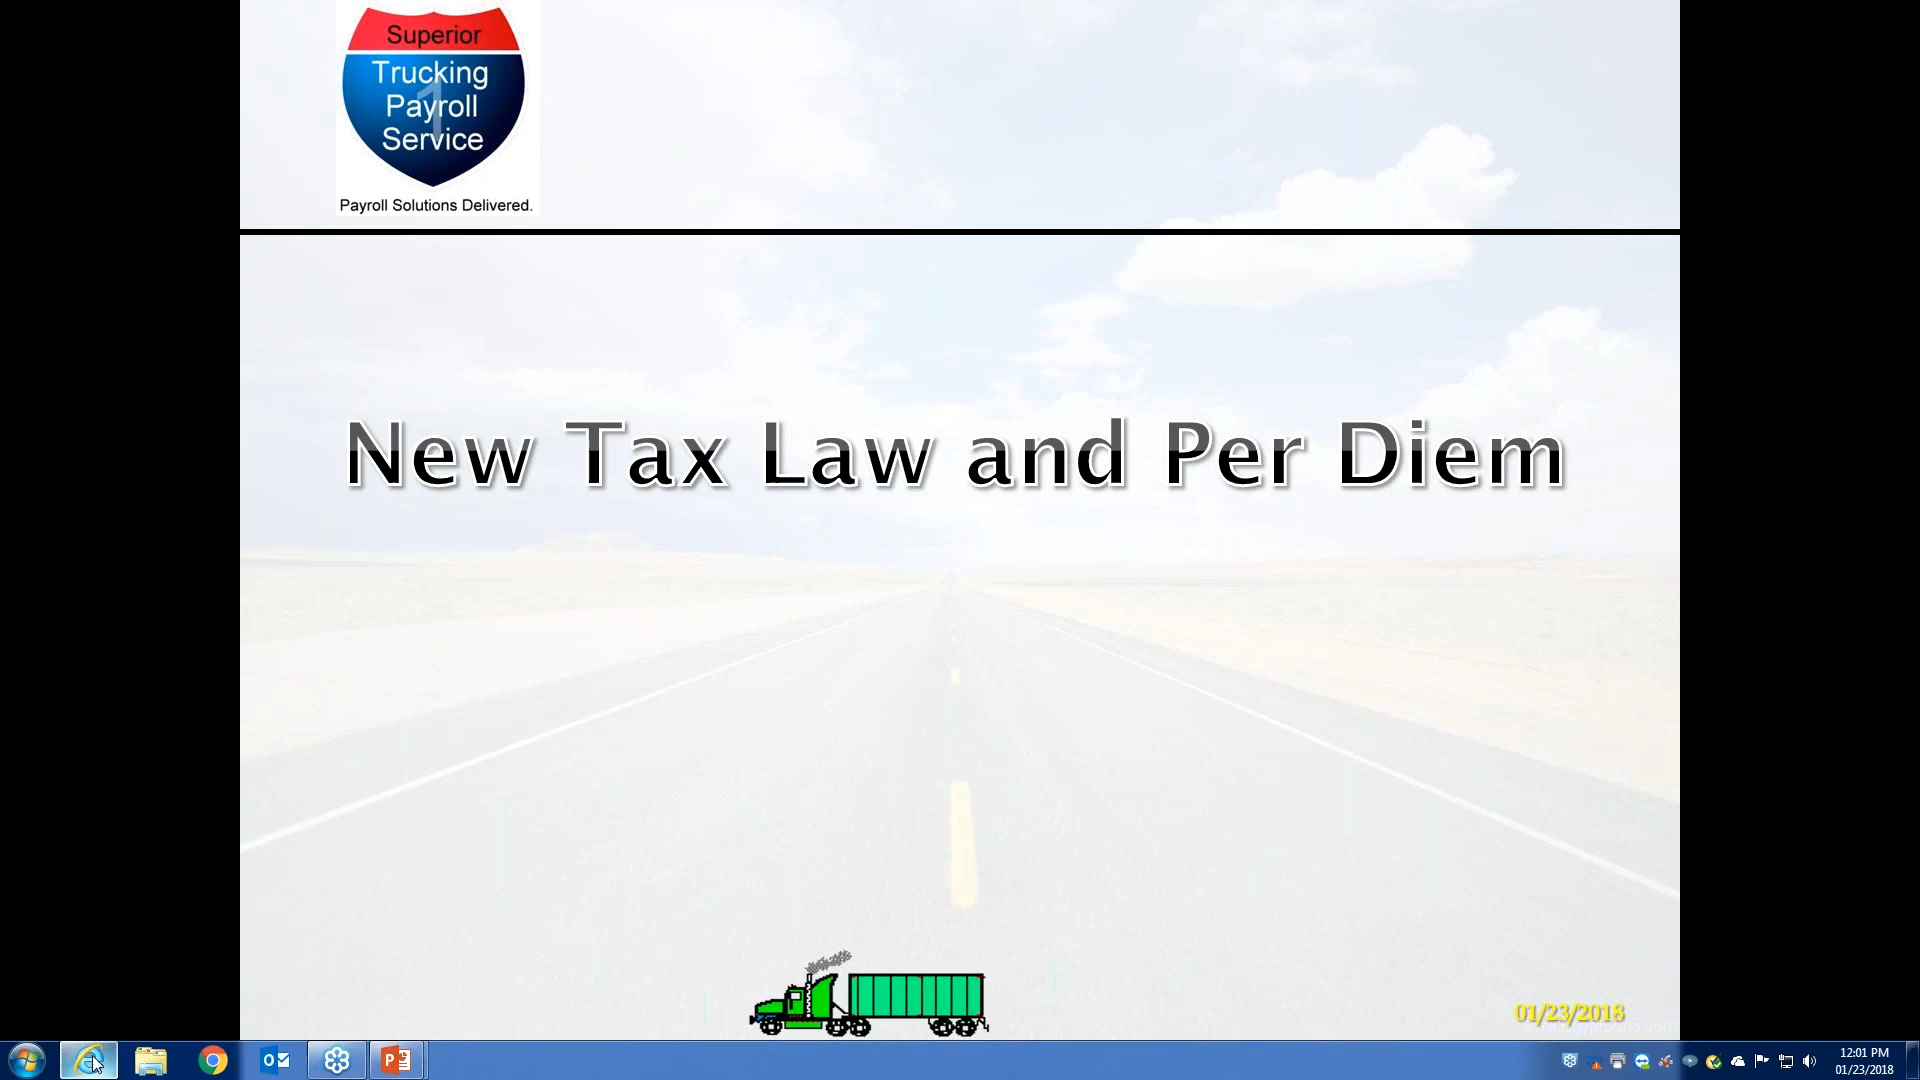 Superior
Trucking
Payroll
Service
Payroll Solutions Delivered.
New Tax Law and Per Diem
01/23/2018
12:01 PM
01/23/2018